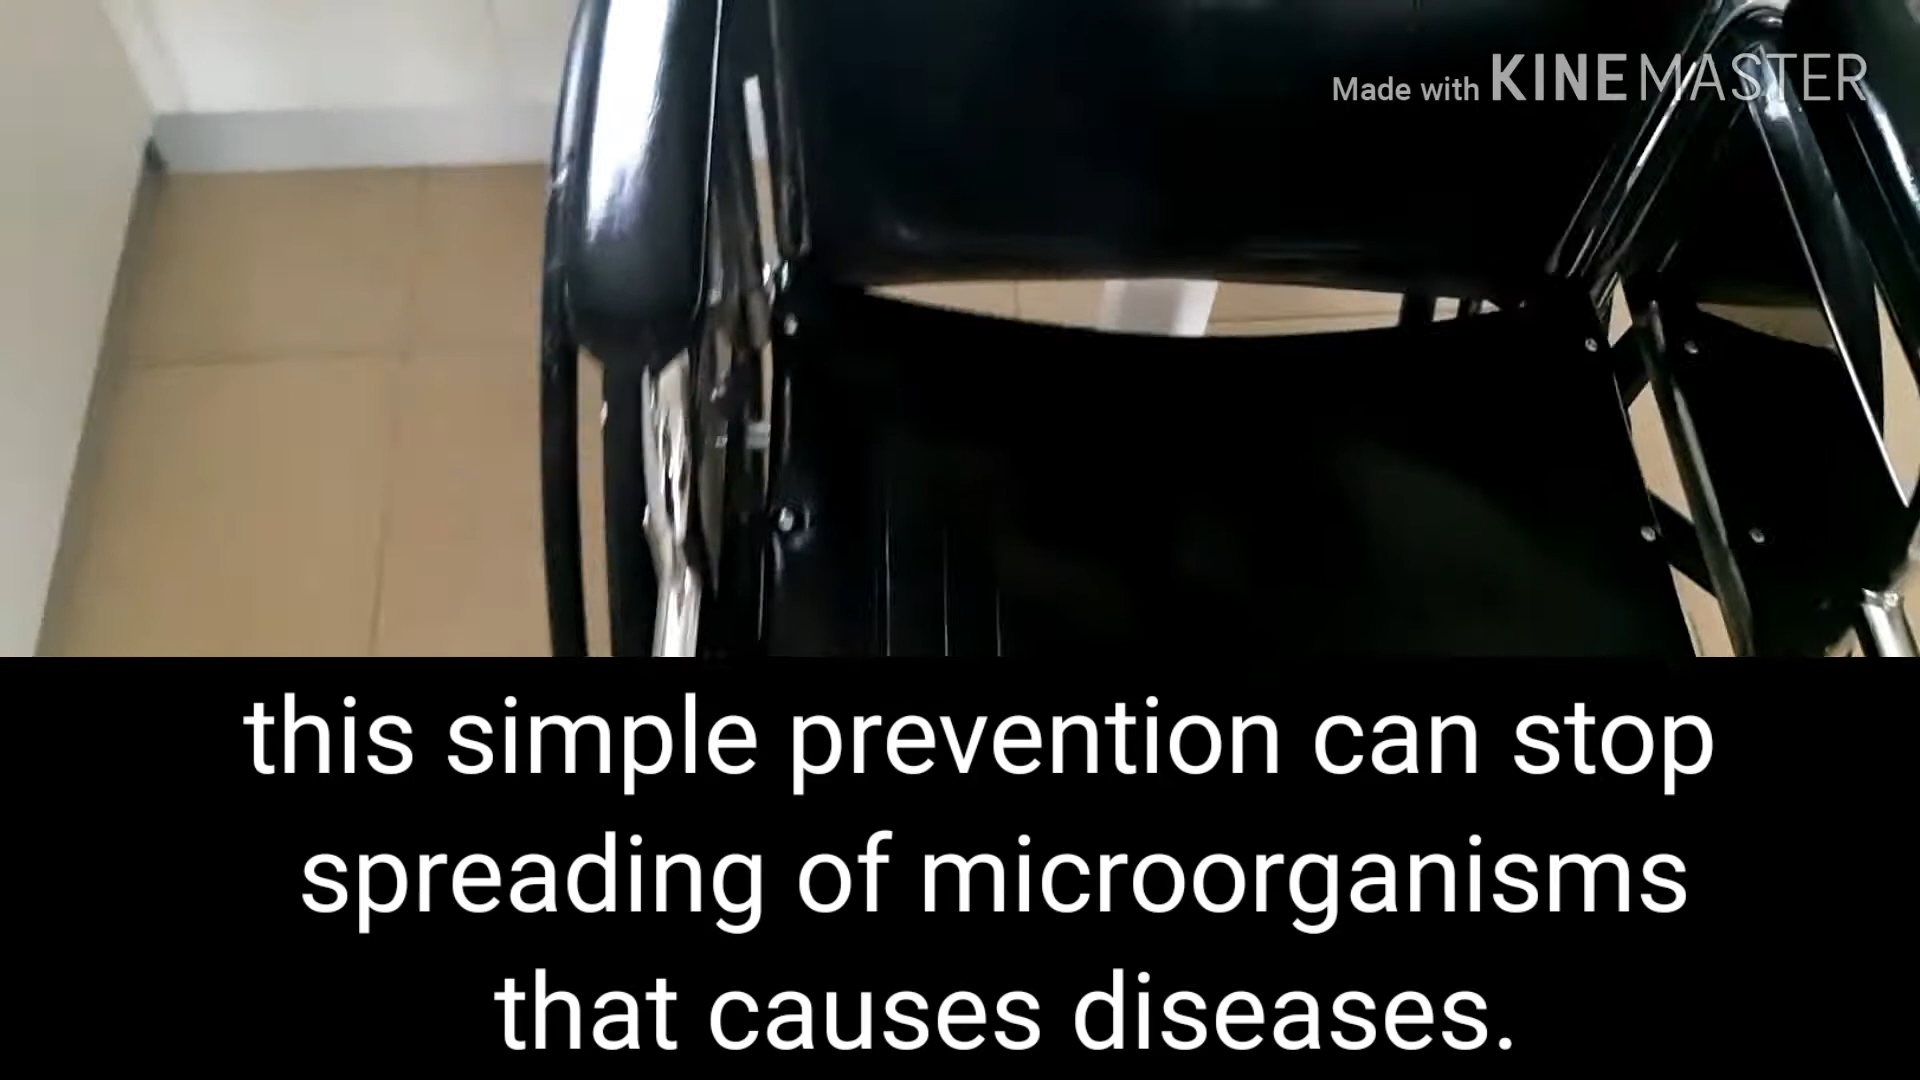 Made with KINEMASTER
this simple prevention can stop
spreading of microorganisms
that causes diseases.